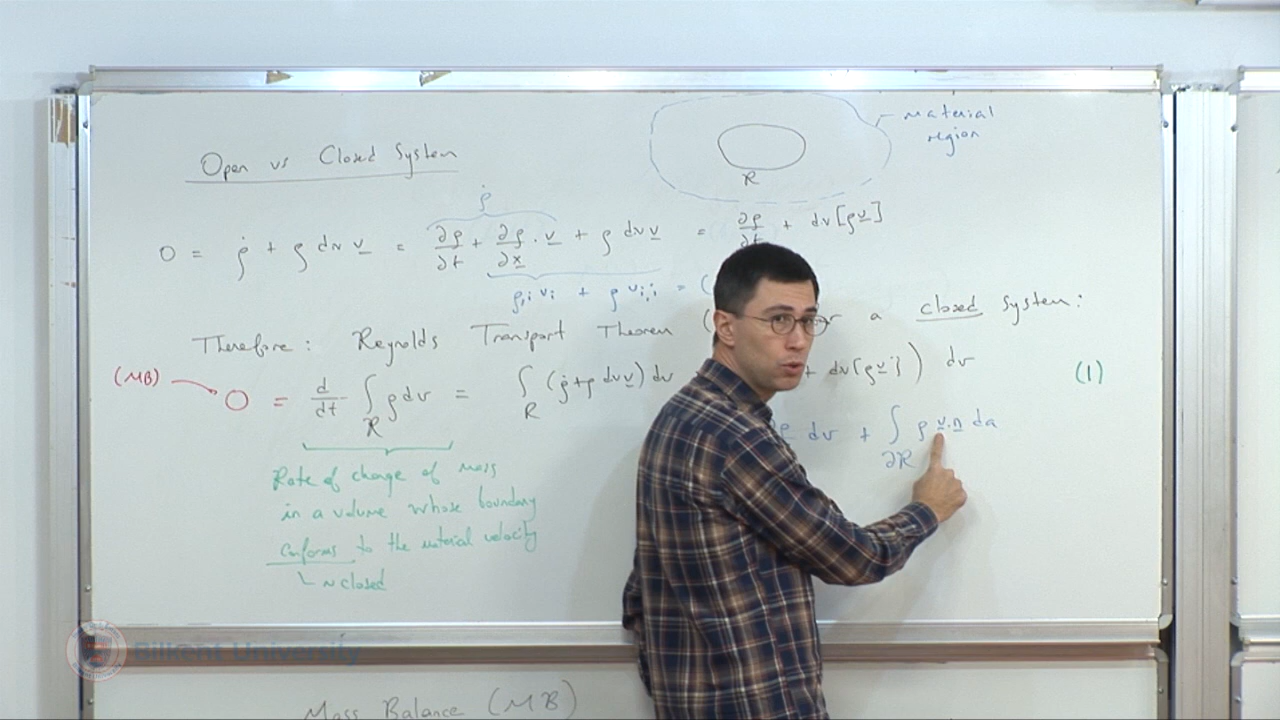 material
region
R
Open vs Closed System
ρ̇
0 = ρ̇ + ρ div v = ∂ρ/∂t + ∂ρ/∂x · v + ρ div v = ∂ρ/∂t + div[ρv]
ρ,i vi + ρ vi,i = (
Therefore: Reynolds Transport Theorem ( a closed system:
(MB) 0 = d/dt ∫R ρdv = ∫R (ρ̇+ρ div v) dv + div[ρv]) dv (1)
dv + ∫∂R ρ v·n da
Rate of change of mass
in a volume whose boundary
conforms to the material velocity
~ closed
Bilkent University
Mass Balance (MB)